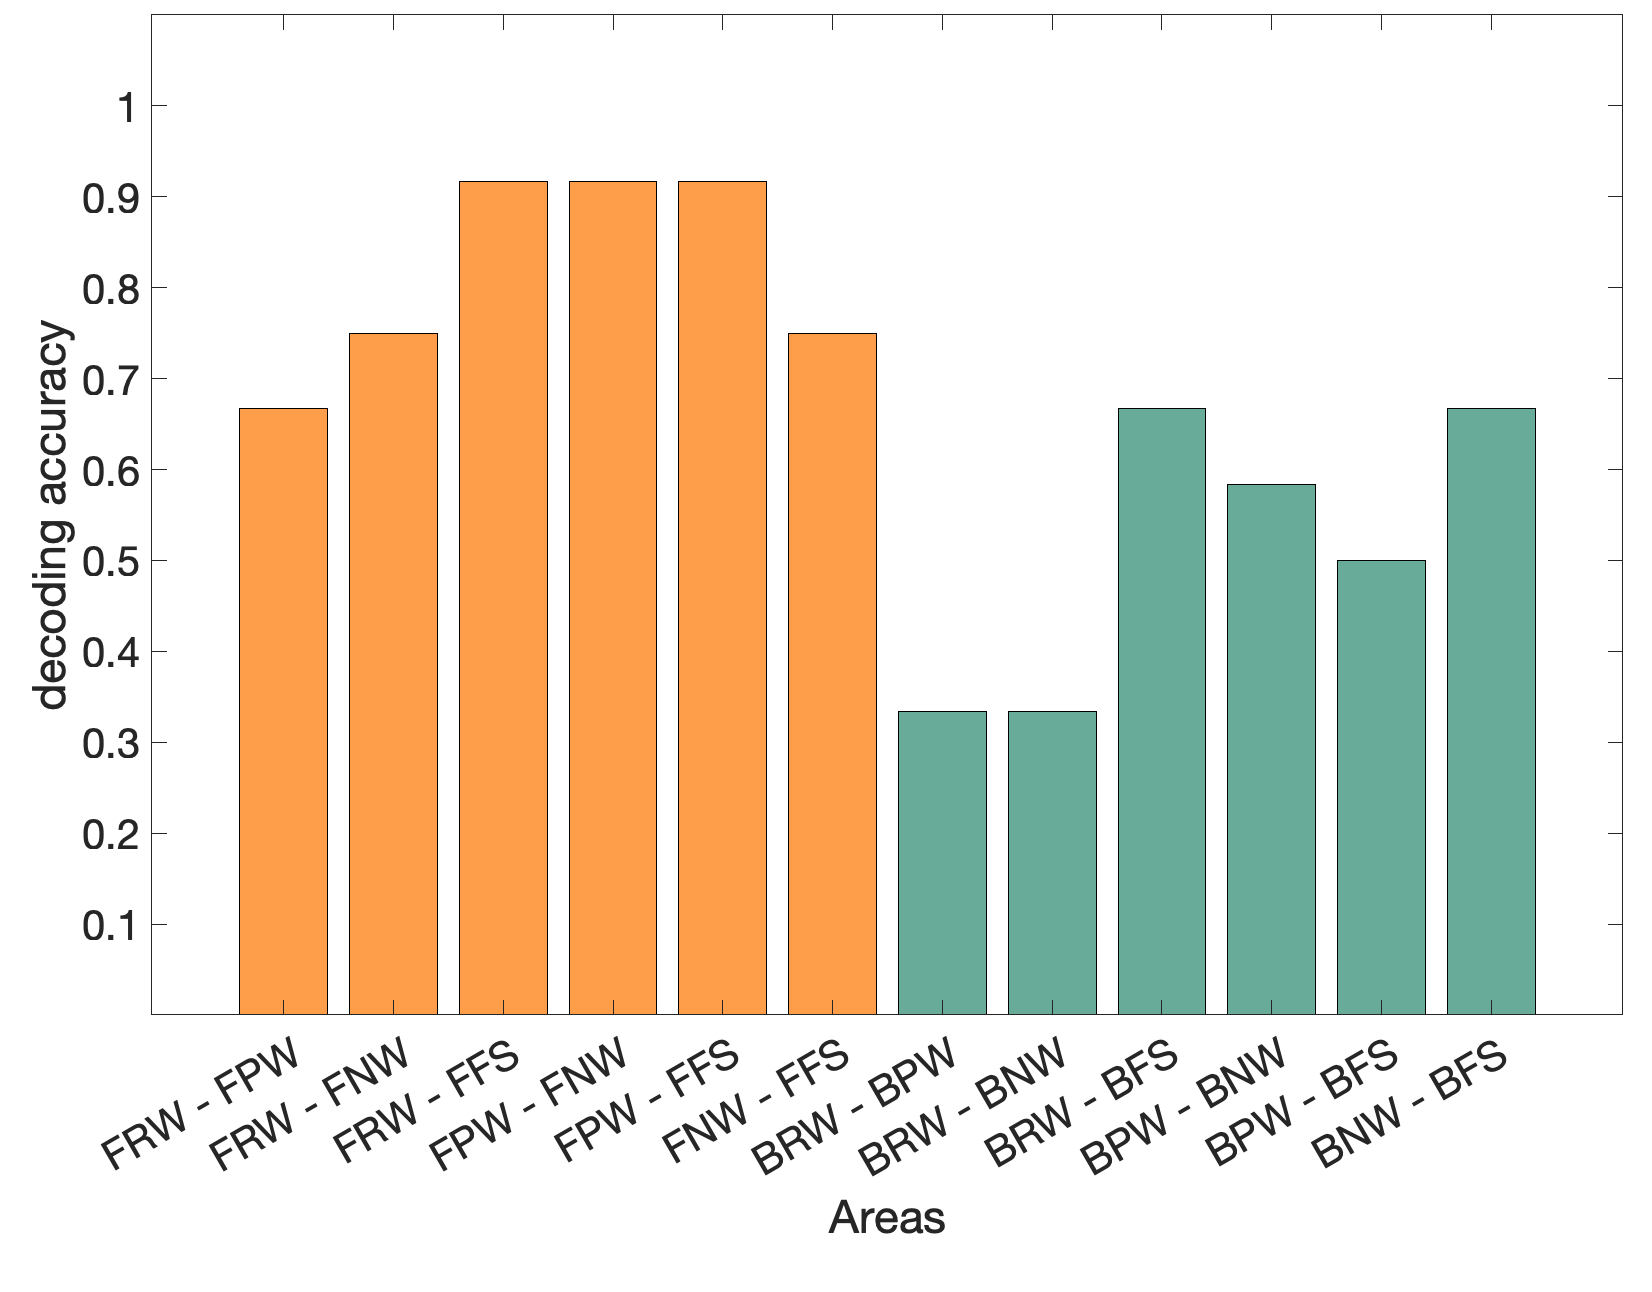 decoding accuracy
1
0.9
0.8
0.7
0.6
0.5
0.4
0.3
0.2
0.1
FRW - FPW
FRW - FNW
FRW - FFS
FPW - FNW
FPW - FFS
FNW - FFS
BRW - BPW
BRW - BNW
BRW - BFS
BPW - BNW
BPW - BFS
BNW - BFS
Areas